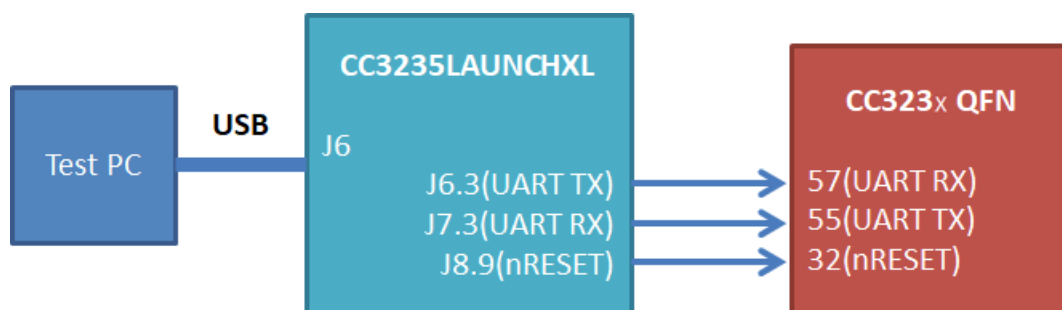 Test PC
USB
CC3235LAUNCHXL
J6
J6.3(UART TX)
J7.3(UART RX)
J8.9(nRESET)
CC323x QFN
57(UART RX)
55(UART TX)
32(nRESET)